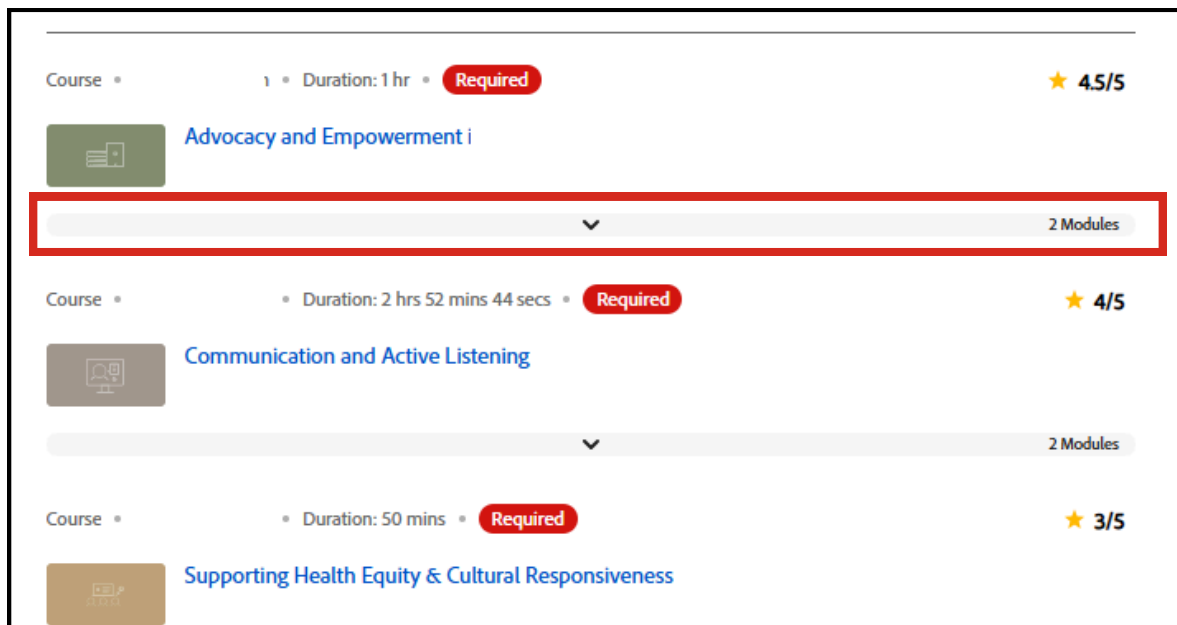 Course • • Duration: 1 hr • Required 4.5/5
Advocacy and Empowerment i
2 Modules
Course • • Duration: 2 hrs 52 mins 44 secs • Required 4/5
Communication and Active Listening
2 Modules
Course • • Duration: 50 mins • Required 3/5
Supporting Health Equity & Cultural Responsiveness